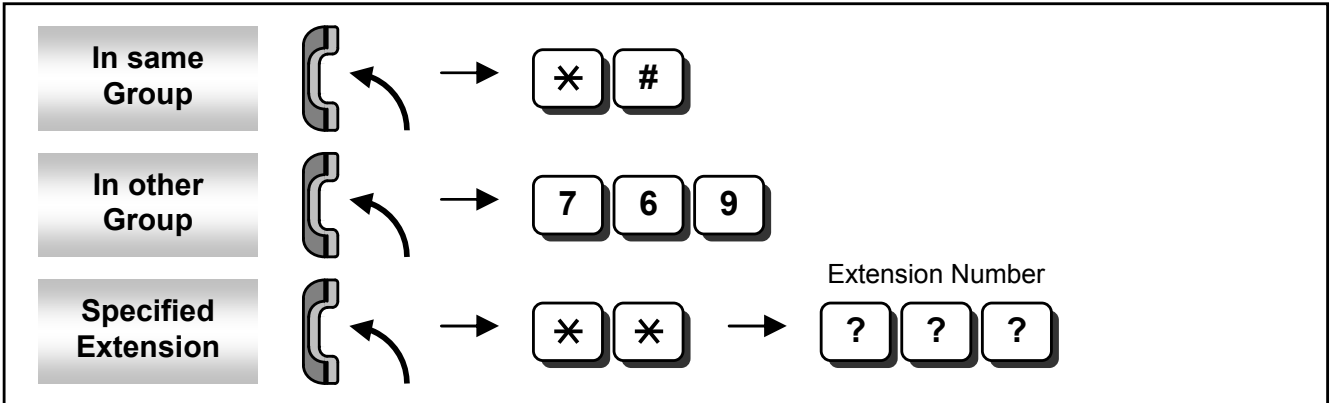 In same
Group
* #
In other
Group
7 6 9
Extension Number
Specified
Extension
* *
? ? ?